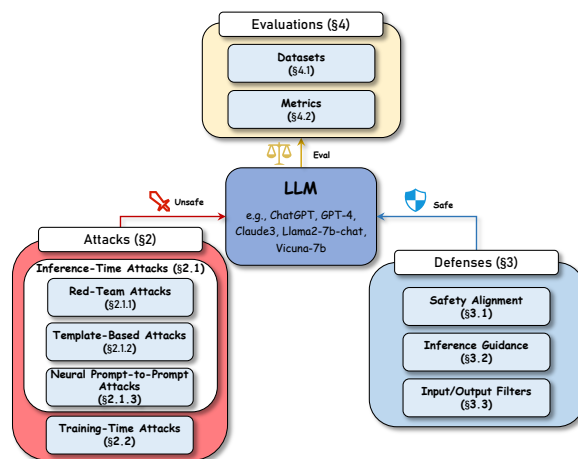 Evaluations (§4)
Datasets
(§4.1)
Metrics
(§4.2)
Eval
LLM
e.g., ChatGPT, GPT-4,
Claude3, Llama2-7b-chat,
Vicuna-7b
Unsafe
Safe
Attacks (§2)
Inference-Time Attacks (§2.1)
Red-Team Attacks
(§2.1.1)
Template-Based Attacks
(§2.1.2)
Neural Prompt-to-Prompt
Attacks
(§2.1.3)
Training-Time Attacks
(§2.2)
Defenses (§3)
Safety Alignment
(§3.1)
Inference Guidance
(§3.2)
Input/Output Filters
(§3.3)